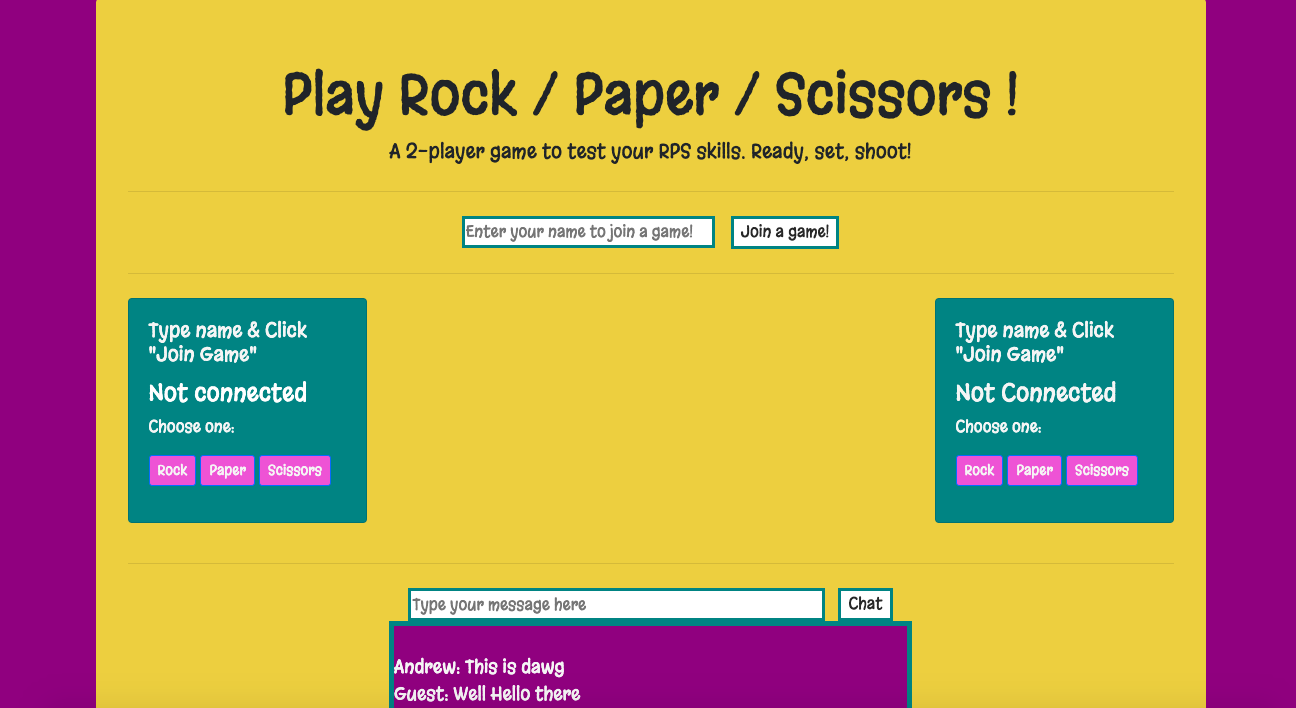 Play Rock / Paper / Scissors !
A 2-player game to test your RPS skills. Ready, set, shoot!
Enter your name to join a game!
Join a game!
Type name & Click
"Join Game"
Not connected
Choose one:
Rock Paper Scissors
Type name & Click
"Join Game"
Not Connected
Choose one:
Rock Paper Scissors
Type your message here
Chat
Andrew: This is dawg
Guest: Well Hello there